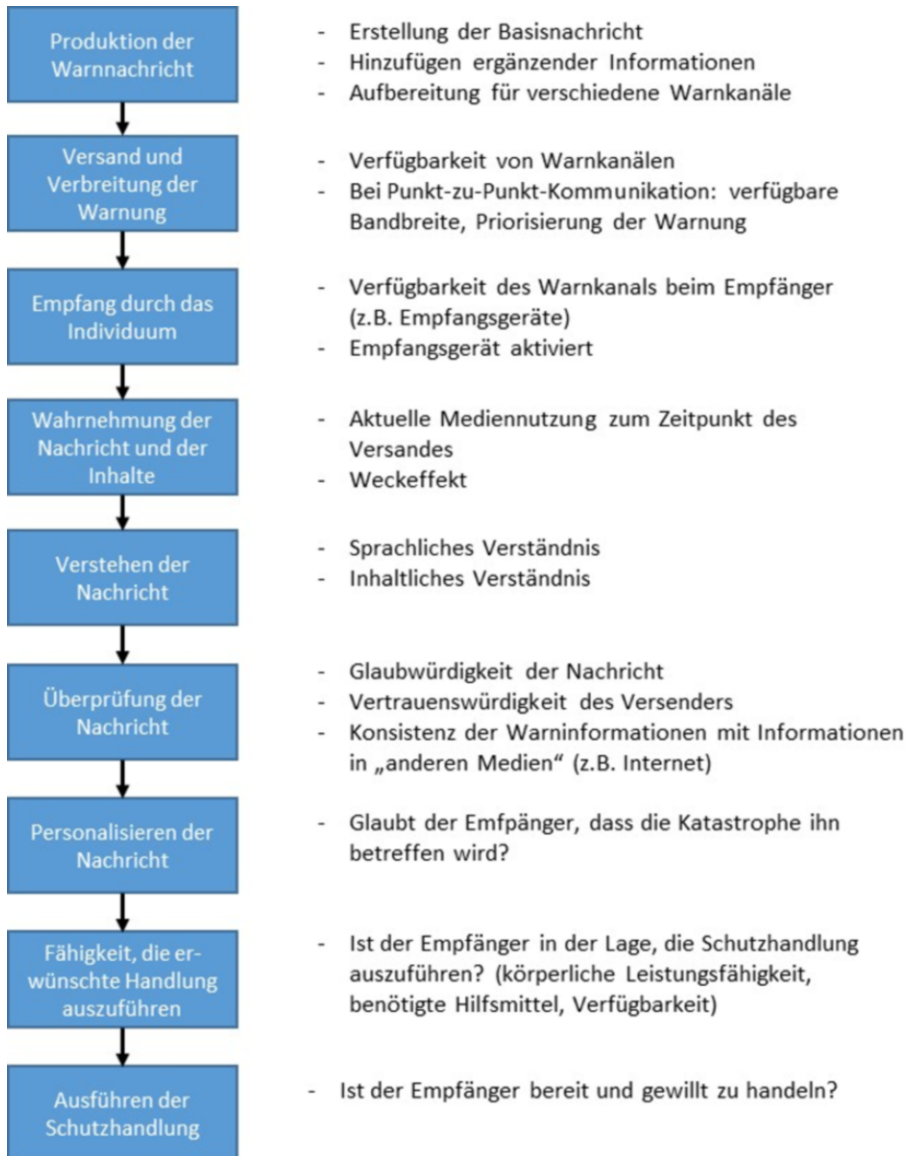 Produktion der
Warnnachricht
- Erstellung der Basisnachricht
- Hinzufügen ergänzender Informationen
- Aufbereitung für verschiedene Warnkanäle
Versand und
Verbreitung der
Warnung
- Verfügbarkeit von Warnkanälen
- Bei Punkt-zu-Punkt-Kommunikation: verfügbare
Bandbreite, Priorisierung der Warnung
Empfang durch das
Individuum
- Verfügbarkeit des Warnkanals beim Empfänger
(z.B. Empfangsgeräte)
- Empfangsgerät aktiviert
Wahrnehmung der
Nachricht und der
Inhalte
- Aktuelle Mediennutzung zum Zeitpunkt des
Versandes
- Weckeffekt
Verstehen der
Nachricht
- Sprachliches Verständnis
- Inhaltliches Verständnis
Überprüfung der
Nachricht
- Glaubwürdigkeit der Nachricht
- Vertrauenswürdigkeit des Versenders
- Konsistenz der Warninformationen mit Informationen
in „anderen Medien“ (z.B. Internet)
Personalisieren der
Nachricht
- Glaubt der Emfpänger, dass die Katastrophe ihn
betreffen wird?
Fähigkeit, die er-
wünschte Handlung
auszuführen
- Ist der Empfänger in der Lage, die Schutzhandlung
auszuführen? (körperliche Leistungsfähigkeit,
benötigte Hilfsmittel, Verfügbarkeit)
Ausführen der
Schutzhandlung
- Ist der Empfänger bereit und gewillt zu handeln?